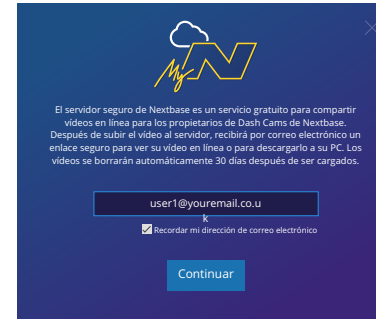 My N
El servidor seguro de Nextbase es un servicio gratuito para compartir
vídeos en línea para los propietarios de Dash Cams de Nextbase.
Después de subir el vídeo al servidor, recibirá por correo electrónico un
enlace seguro para ver su vídeo en línea o para descargarlo a su PC. Los
vídeos se borrarán automáticamente 30 días después de ser cargados.
user1@youremail.co.u
k
Recordar mi dirección de correo electrónico
Continuar